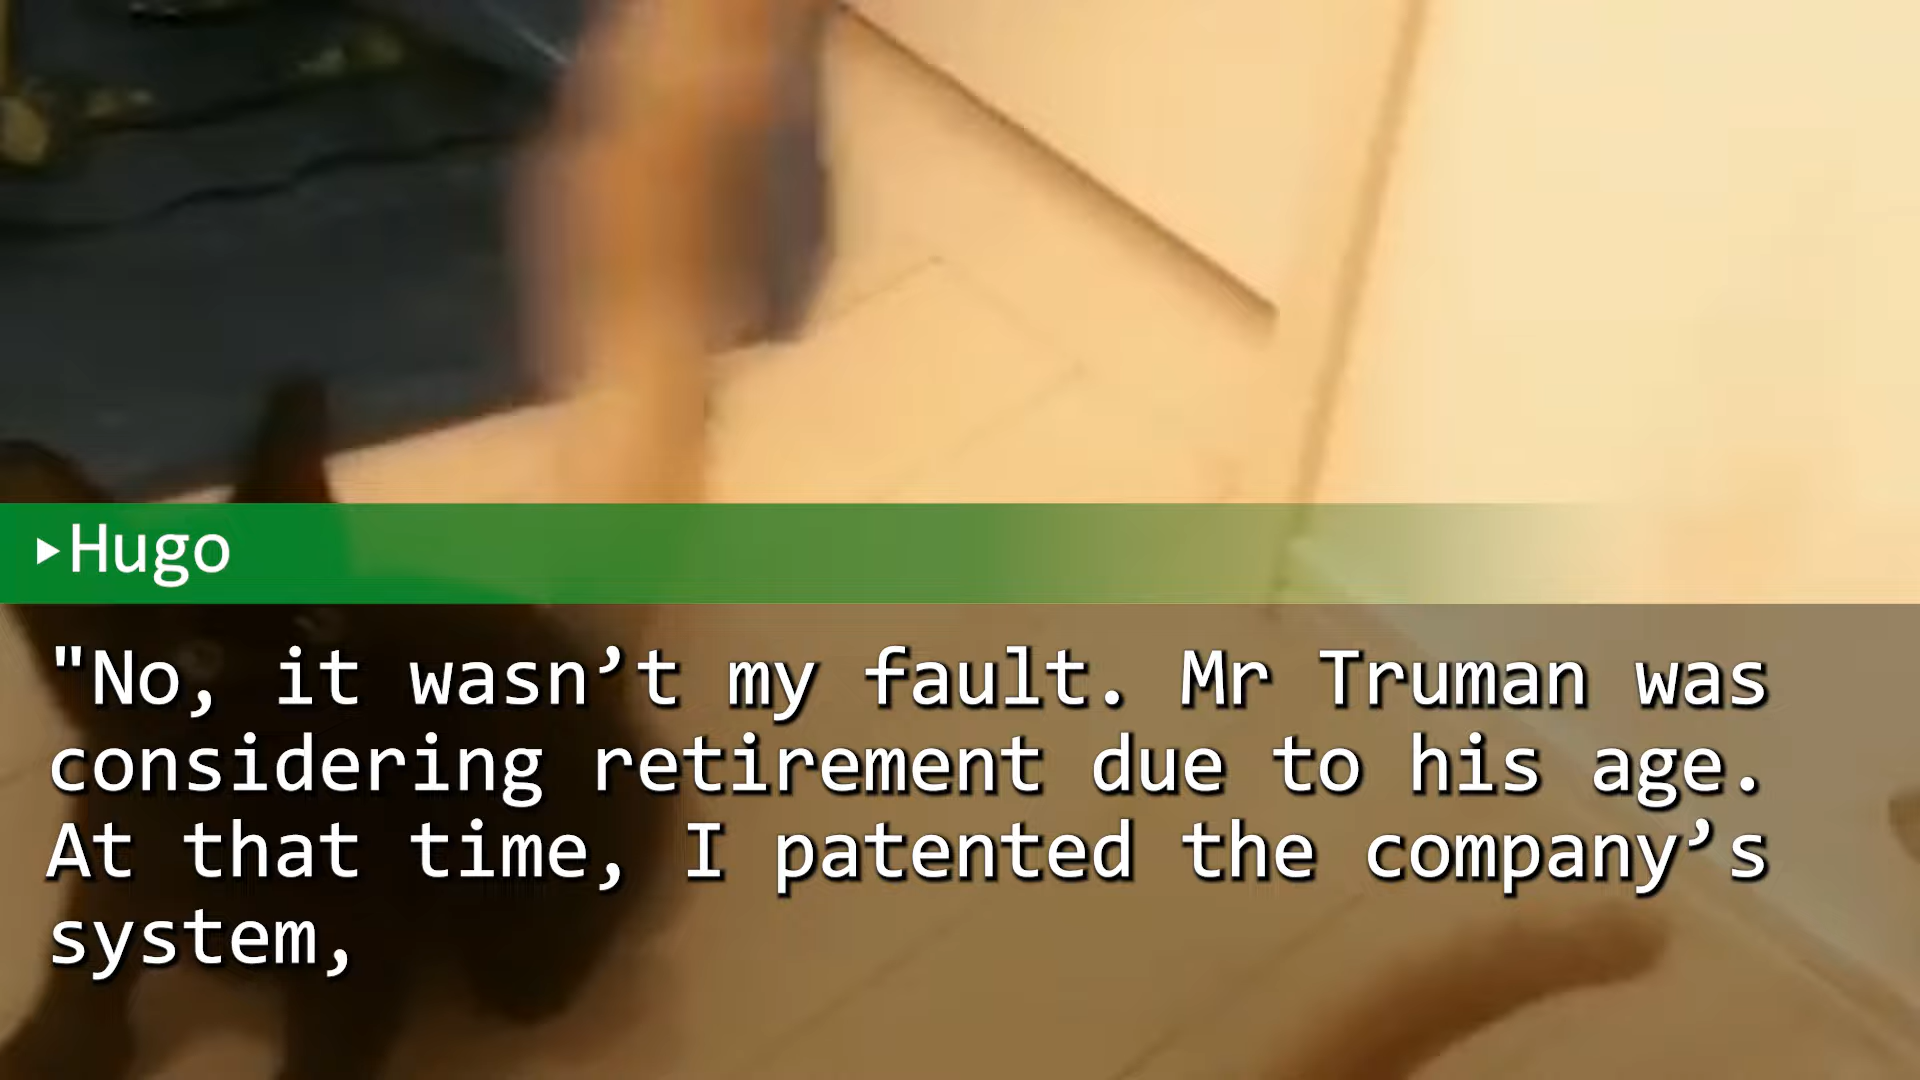 ▶Hugo
"No, it wasn’t my fault. Mr Truman was
considering retirement due to his age.
At that time, I patented the company’s
system,